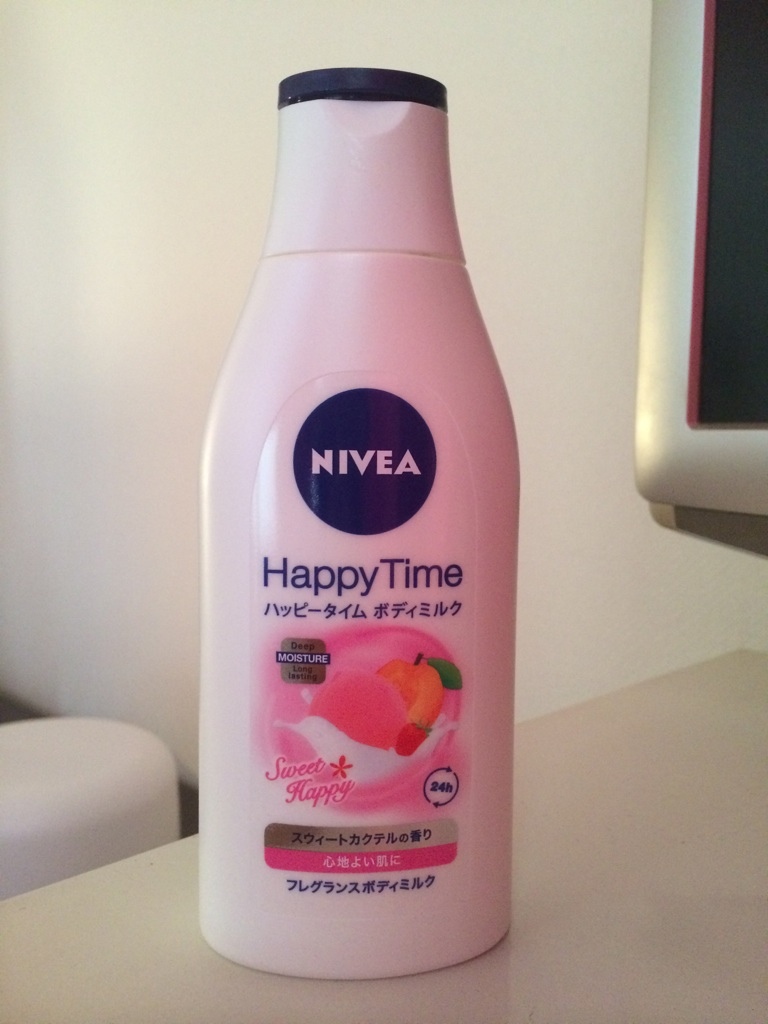 NIVEA
Happy Time
ハッピータイム ボディミルク
Deep
MOISTURE
Long
lasting
Sweet
Happy
24h
スウィートカクテルの香り
心地よい肌に
フレグランスボディミルク